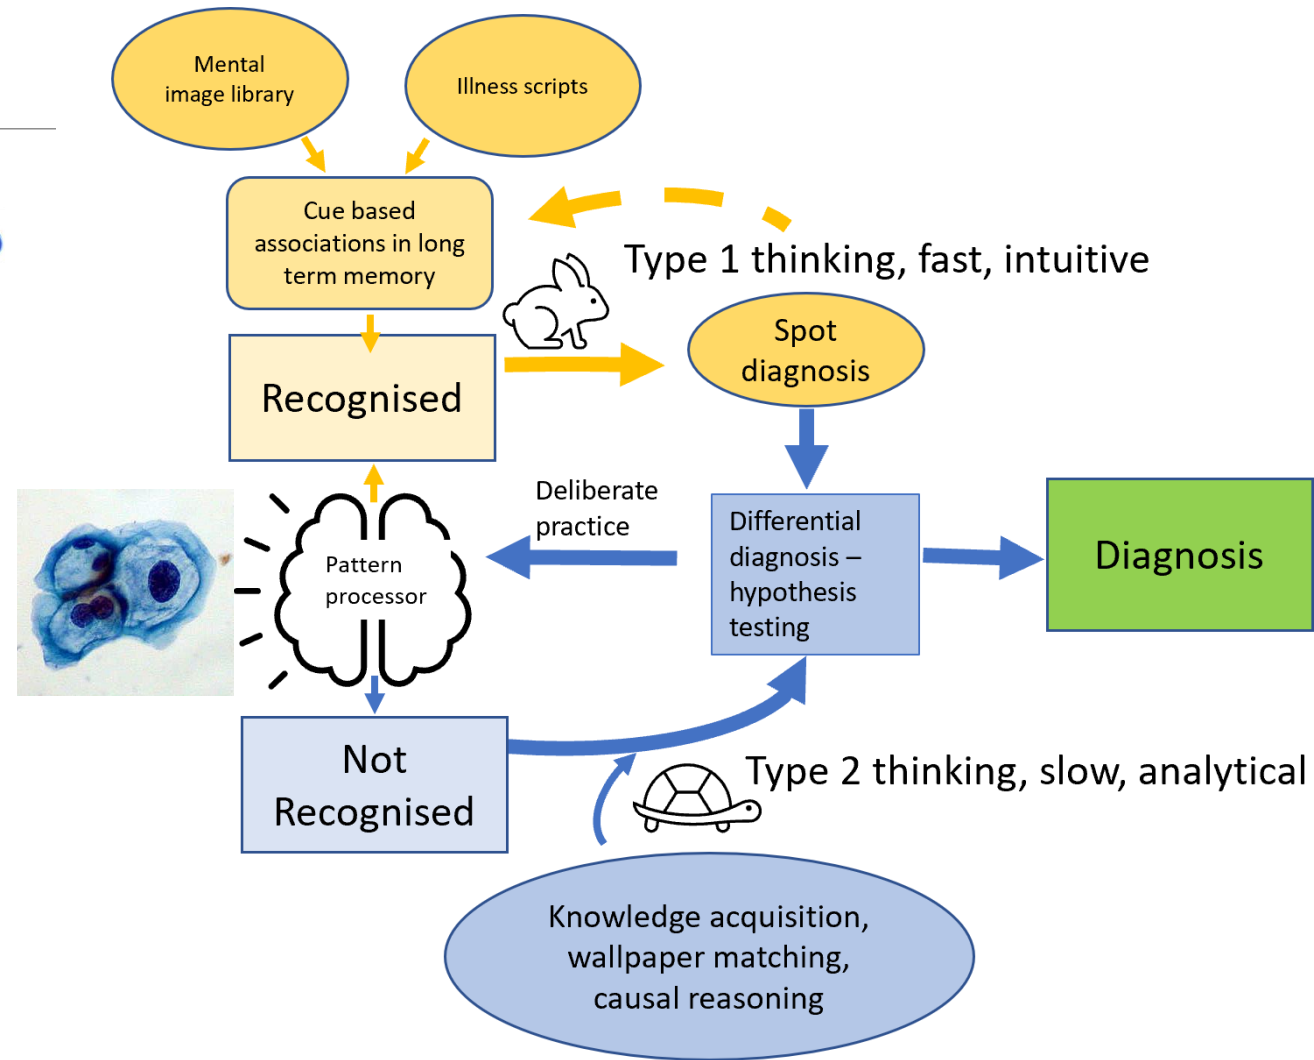 Mental
image library
Illness scripts
Cue based
associations in long
term memory
Type 1 thinking, fast, intuitive
Spot
diagnosis
Recognised
Deliberate
practice
Pattern
processor
Differential
diagnosis –
hypothesis
testing
Diagnosis
Not
Recognised
Type 2 thinking, slow, analytical
Knowledge acquisition,
wallpaper matching,
causal reasoning